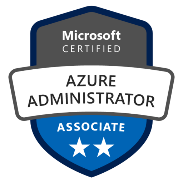 Microsoft
CERTIFIED
AZURE
ADMINISTRATOR
ASSOCIATE